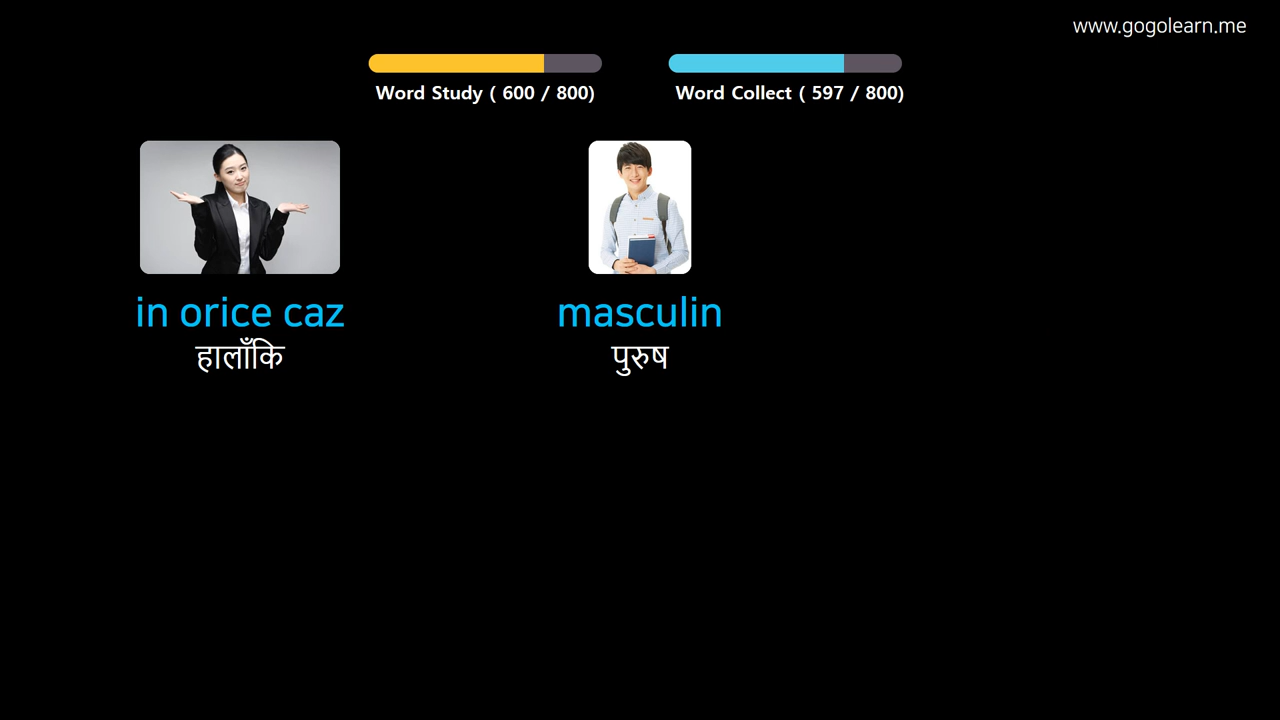 www.gogolearn.me
Word Study ( 600 / 800)
Word Collect ( 597 / 800)
in orice caz
हालाँकि
masculin
पुरुष